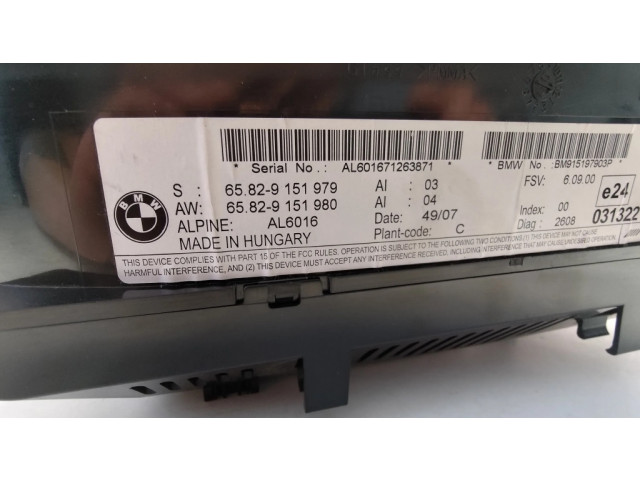 * Serial No.: AL601671263871 *
* BMW No.: BM915197903P *
BMW
S : 65.82-9 151 979 AI : 03
AW: 65.82-9 151 980 AI : 04
ALPINE: AL6016 Date: 49/07
MADE IN HUNGARY Plant-code: C
FSV: 6.09.00
Index: 00
Diag: 2608
e24
031322
THIS DEVICE COMPLIES WITH PART 15 OF THE FCC RULES. OPERATION IS SUBJECT TO THE FOLLOWING TWO CONDITIONS: (1) THIS DEVICE MAY NOT CAUSE
HARMFUL INTERFERENCE, AND (2) THIS DEVICE MUST ACCEPT ANY INTERFERENCE RECEIVED, INCLUDING INTERFERENCE THAT MAY CAUSE UNDESIRED OPERATION.